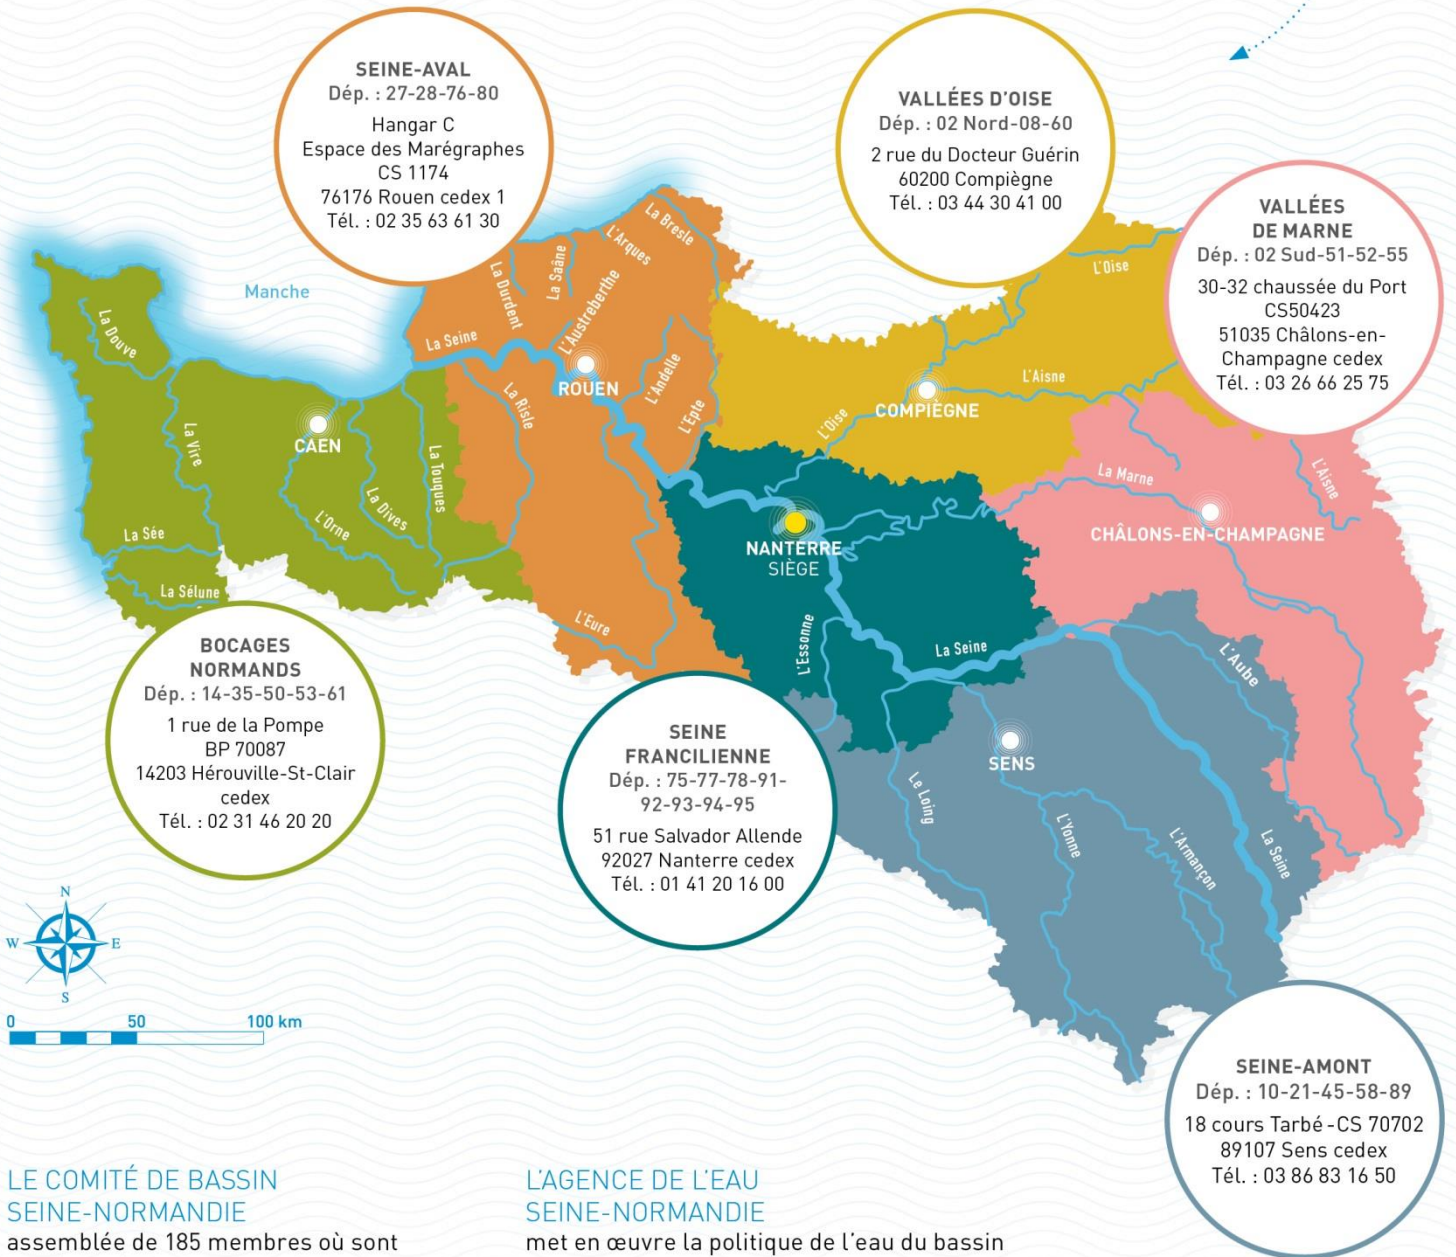 SEINE-AVAL
Dép. : 27-28-76-80
Hangar C
Espace des Marégraphes
CS 1174
76176 Rouen cedex 1
Tél. : 02 35 63 61 30
VALLÉES D'OISE
Dép. : 02 Nord-08-60
2 rue du Docteur Guérin
60200 Compiègne
Tél. : 03 44 30 41 00
VALLÉES
DE MARNE
Dép. : 02 Sud-51-52-55
30-32 chaussée du Port
CS50423
51035 Châlons-en-
Champagne cedex
Tél. : 03 26 66 25 75
Manche
La Douve
La Vire
CAEN
La Sée
La Sélune
L'Orne
La Dives
La Touques
La Seine
La Durdent
La Saâne
L'Arques
La Bresle
L'Austreberthe
ROUEN
La Risle
L'Andelle
L'Epte
L'Eure
L'Oise
L'Oise
COMPIÈGNE
L'Aisne
L'Aisne
La Marne
CHÂLONS-EN-CHAMPAGNE
NANTERRE
SIÈGE
L'Essonne
La Seine
L'Aube
SENS
Le Loing
L'Yonne
L'Armançon
La Seine
BOCAGES
NORMANDS
Dép. : 14-35-50-53-61
1 rue de la Pompe
BP 70087
14203 Hérouville-St-Clair
cedex
Tél. : 02 31 46 20 20
SEINE
FRANCILIENNE
Dép. : 75-77-78-91-
92-93-94-95
51 rue Salvador Allende
92027 Nanterre cedex
Tél. : 01 41 20 16 00
N
W
E
S
0 50 100 km
SEINE-AMONT
Dép. : 10-21-45-58-89
18 cours Tarbé - CS 70702
89107 Sens cedex
Tél. : 03 86 83 16 50
LE COMITÉ DE BASSIN
SEINE-NORMANDIE
assemblée de 185 membres où sont
L'AGENCE DE L'EAU
SEINE-NORMANDIE
met en œuvre la politique de l'eau du bassin